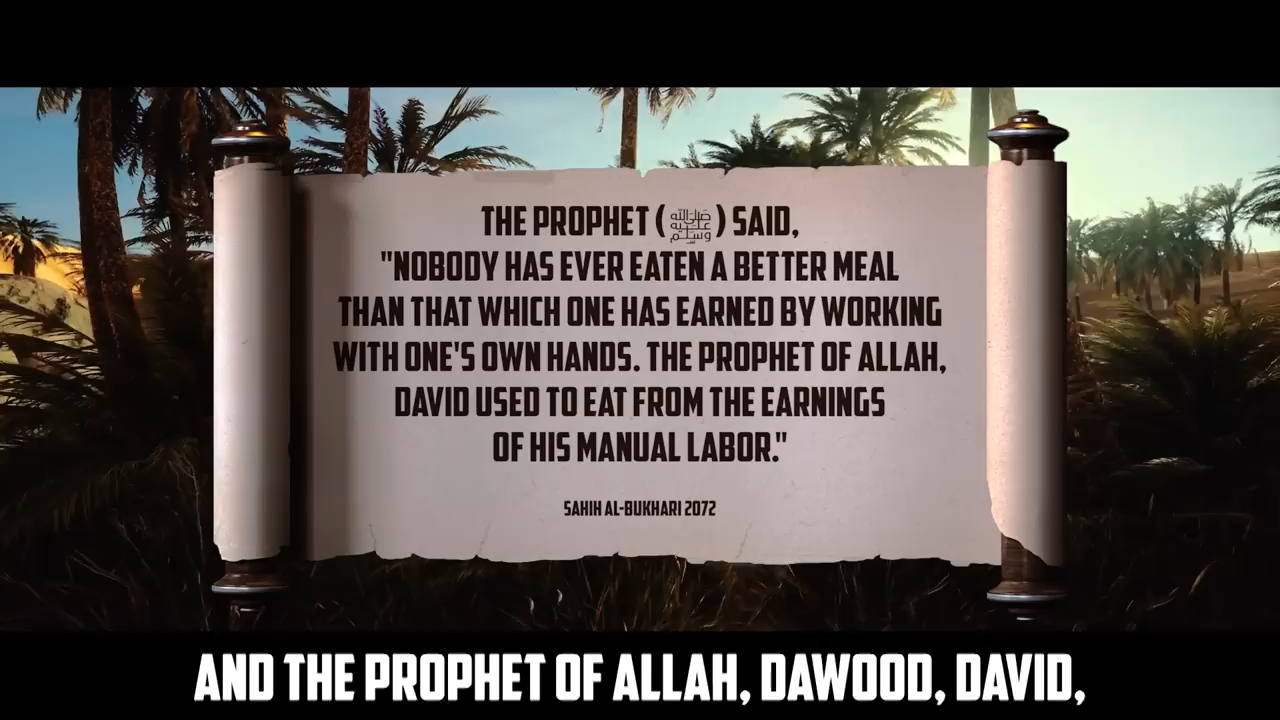 THE PROPHET (ﷺ) SAID,
"NOBODY HAS EVER EATEN A BETTER MEAL
THAN THAT WHICH ONE HAS EARNED BY WORKING
WITH ONE'S OWN HANDS. THE PROPHET OF ALLAH,
DAVID USED TO EAT FROM THE EARNINGS
OF HIS MANUAL LABOR."
SAHIH AL-BUKHARI 2072
AND THE PROPHET OF ALLAH, DAWOOD, DAVID,